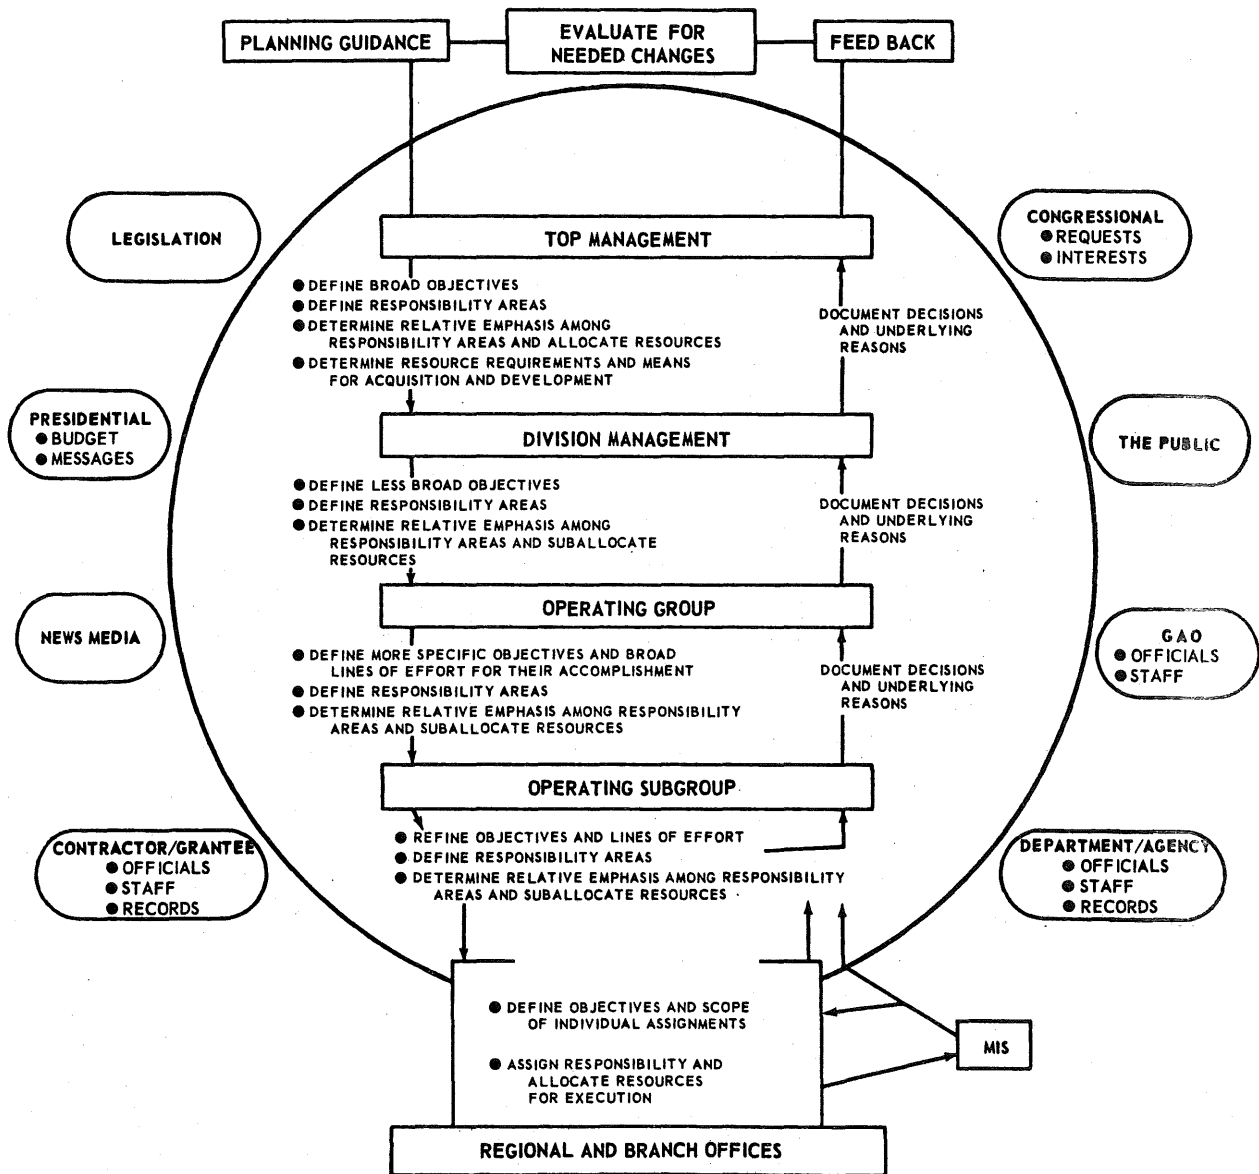 PLANNING GUIDANCE
EVALUATE FOR
NEEDED CHANGES
FEED BACK
LEGISLATION
CONGRESSIONAL
● REQUESTS
● INTERESTS
TOP MANAGEMENT
● DEFINE BROAD OBJECTIVES
● DEFINE RESPONSIBILITY AREAS
● DETERMINE RELATIVE EMPHASIS AMONG
RESPONSIBILITY AREAS AND ALLOCATE RESOURCES
● DETERMINE RESOURCE REQUIREMENTS AND MEANS
FOR ACQUISITION AND DEVELOPMENT
DOCUMENT DECISIONS
AND UNDERLYING
REASONS
PRESIDENTIAL
● BUDGET
● MESSAGES
DIVISION MANAGEMENT
THE PUBLIC
● DEFINE LESS BROAD OBJECTIVES
● DEFINE RESPONSIBILITY AREAS
● DETERMINE RELATIVE EMPHASIS AMONG
RESPONSIBILITY AREAS AND SUBALLOCATE
RESOURCES
DOCUMENT DECISIONS
AND UNDERLYING
REASONS
NEWS MEDIA
OPERATING GROUP
GAO
● OFFICIALS
● STAFF
● DEFINE MORE SPECIFIC OBJECTIVES AND BROAD
LINES OF EFFORT FOR THEIR ACCOMPLISHMENT
● DEFINE RESPONSIBILITY AREAS
● DETERMINE RELATIVE EMPHASIS AMONG RESPONSIBILITY
AREAS AND SUBALLOCATE RESOURCES
DOCUMENT DECISIONS
AND UNDERLYING
REASONS
OPERATING SUBGROUP
CONTRACTOR/GRANTEE
● OFFICIALS
● STAFF
● RECORDS
● REFINE OBJECTIVES AND LINES OF EFFORT
● DEFINE RESPONSIBILITY AREAS
● DETERMINE RELATIVE EMPHASIS AMONG RESPONSIBILITY
AREAS AND SUBALLOCATE RESOURCES
DEPARTMENT/AGENCY
● OFFICIALS
● STAFF
● RECORDS
● DEFINE OBJECTIVES AND SCOPE
OF INDIVIDUAL ASSIGNMENTS
● ASSIGN RESPONSIBILITY AND
ALLOCATE RESOURCES
FOR EXECUTION
MIS
REGIONAL AND BRANCH OFFICES